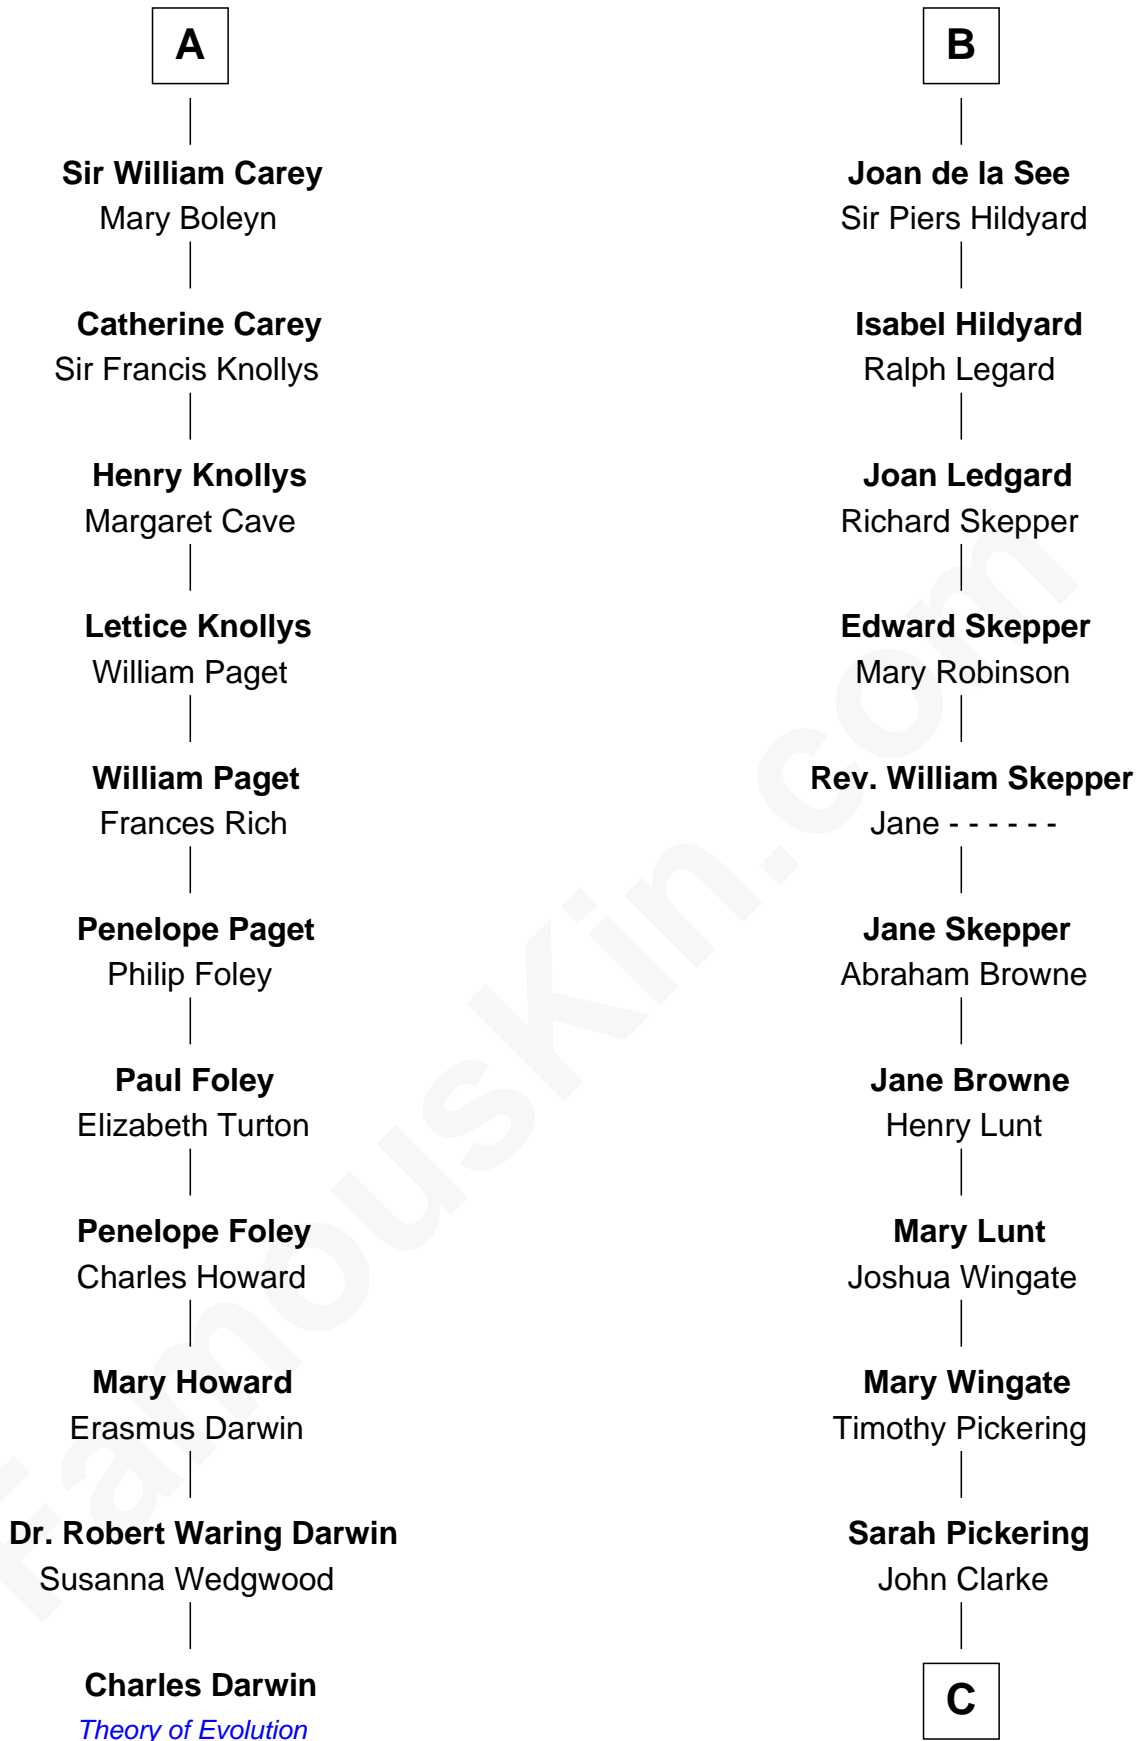 A
Sir William Carey
Mary Boleyn
Catherine Carey
Sir Francis Knollys
Henry Knollys
Margaret Cave
Lettice Knollys
William Paget
William Paget
Frances Rich
Penelope Paget
Philip Foley
Paul Foley
Elizabeth Turton
Penelope Foley
Charles Howard
Mary Howard
Erasmus Darwin
Dr. Robert Waring Darwin
Susanna Wedgwood
Charles Darwin
Theory of Evolution
B
Joan de la See
Sir Piers Hildyard
Isabel Hildyard
Ralph Legard
Joan Ledgard
Richard Skepper
Edward Skepper
Mary Robinson
Rev. William Skepper
Jane - - - - - -
Jane Skepper
Abraham Browne
Jane Browne
Henry Lunt
Mary Lunt
Joshua Wingate
Mary Wingate
Timothy Pickering
Sarah Pickering
John Clarke
C
FamousKin.com